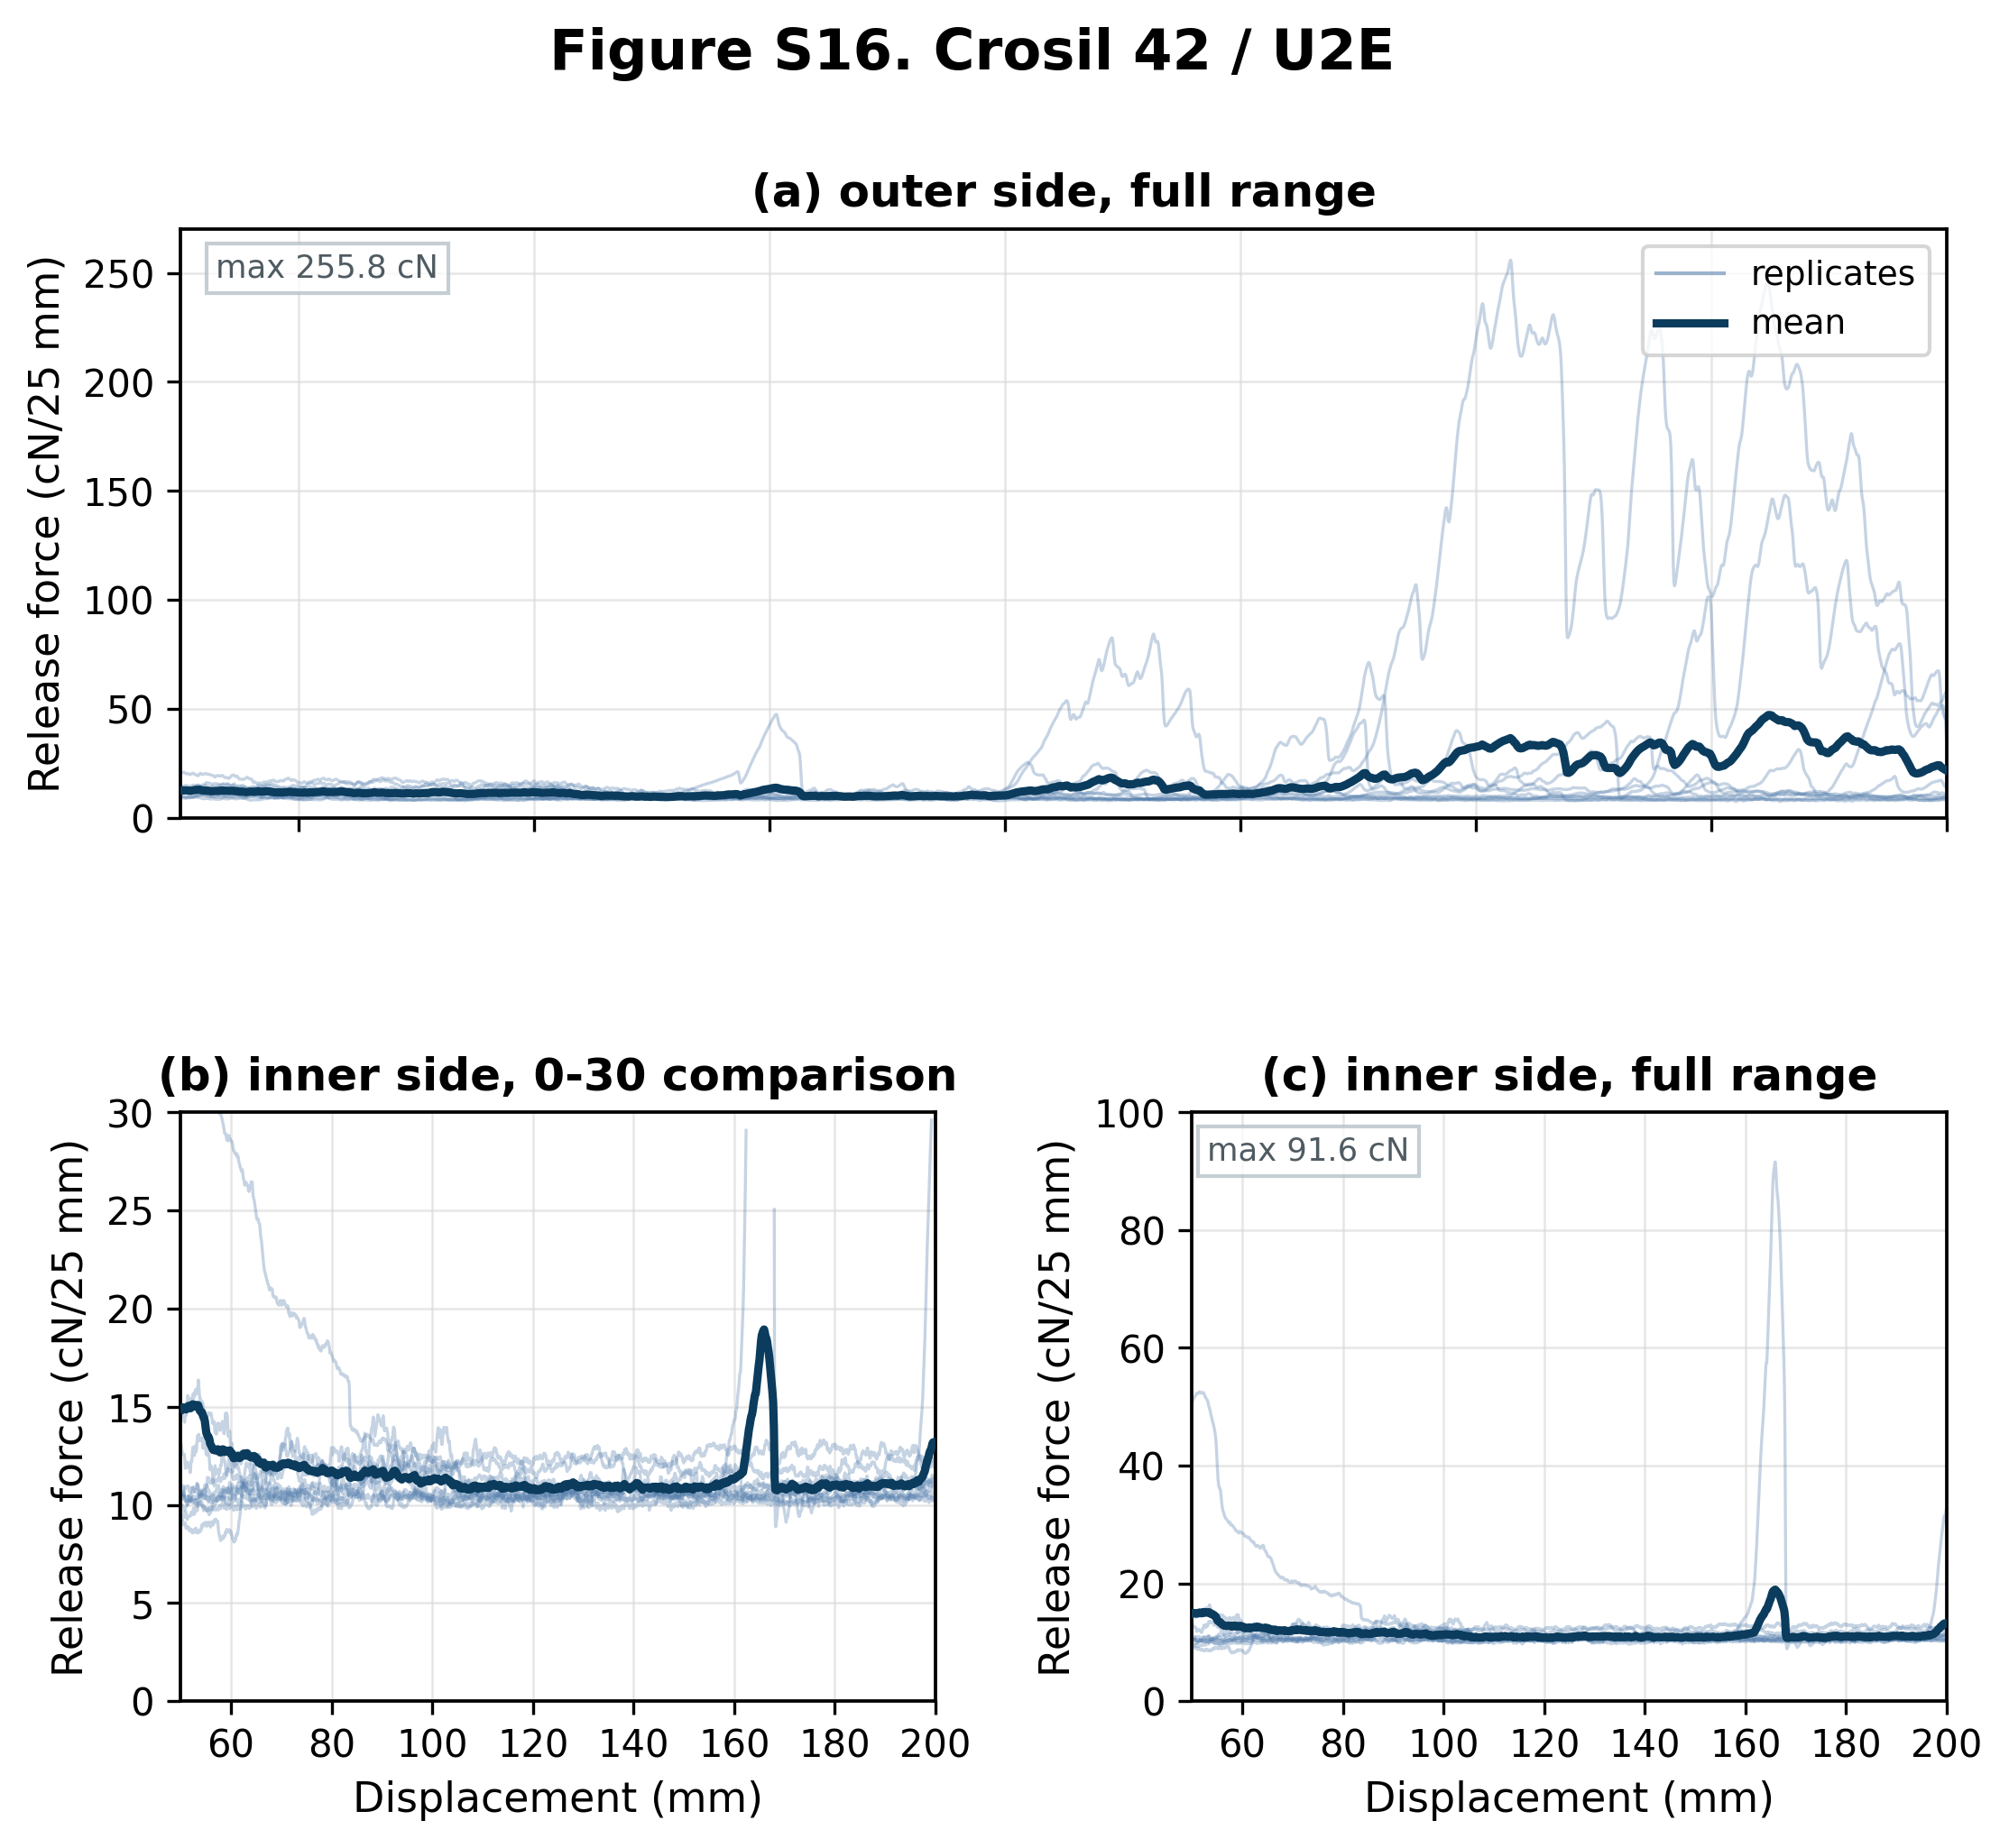 Figure S16. Crosil 42 / U2E
(a) outer side, full range
Release force (cN/25 mm)
250
200
150
100
50
0
max 255.8 cN
replicates
mean
(b) inner side, 0-30 comparison
Release force (cN/25 mm)
30
25
20
15
10
5
0
60 80 100 120 140 160 180 200
Displacement (mm)
(c) inner side, full range
Release force (cN/25 mm)
100
80
60
40
20
0
max 91.6 cN
60 80 100 120 140 160 180 200
Displacement (mm)